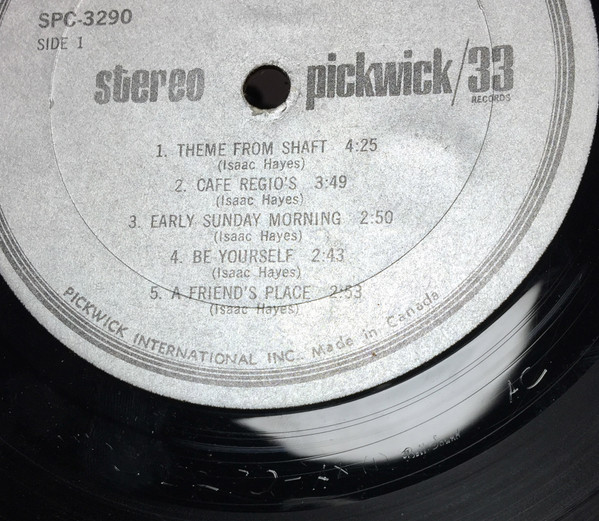 SPC-3290
SIDE 1
stereo pickwick/33
RECORDS
1. THEME FROM SHAFT 4:25
(Isaac Hayes)
2. CAFE REGIO'S 3:49
(Isaac Hayes)
3. EARLY SUNDAY MORNING 2:50
(Isaac Hayes)
4. BE YOURSELF 2:43
(Isaac Hayes)
5. A FRIEND'S PLACE 2:53
(Isaac Hayes)
PICKWICK INTERNATIONAL INC. Made in Canada